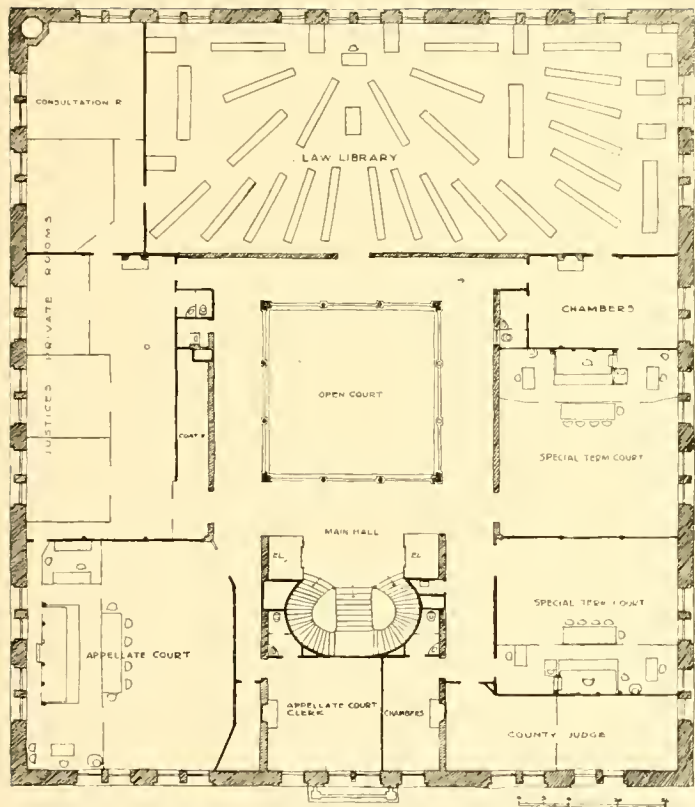 CONSULTATION R
LAW LIBRARY
JUSTICES PRIVATE ROOMS
CHAMBERS
OPEN COURT
COAT R
SPECIAL TERM COURT
MAIN HALL
EL
EL
SPECIAL TERM COURT
APPELLATE COURT
APPELLATE COURT
CLERK
CHAMBERS
COUNTY JUDGE